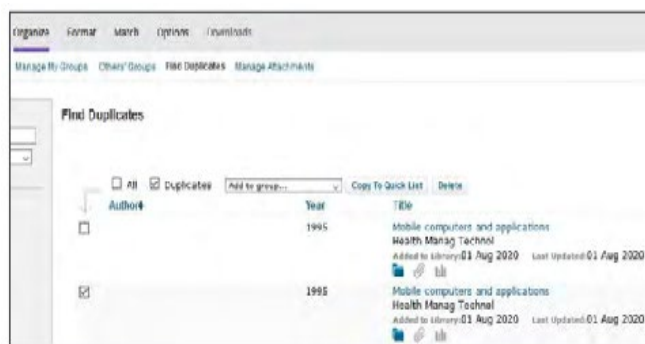 Organize Format Match Options Downloads
Manage My Groups Others' Groups Find Duplicates Manage Attachments
Find Duplicates
All Duplicates Add to group... Copy To Quick List Delete
Author Year Title
1995 Mobile computers and applications
Health Manag Technol
Added to Library: 01 Aug 2020 Last Updated: 01 Aug 2020
1995 Mobile computers and applications
Health Manag Technol
Added to Library: 01 Aug 2020 Last Updated: 01 Aug 2020